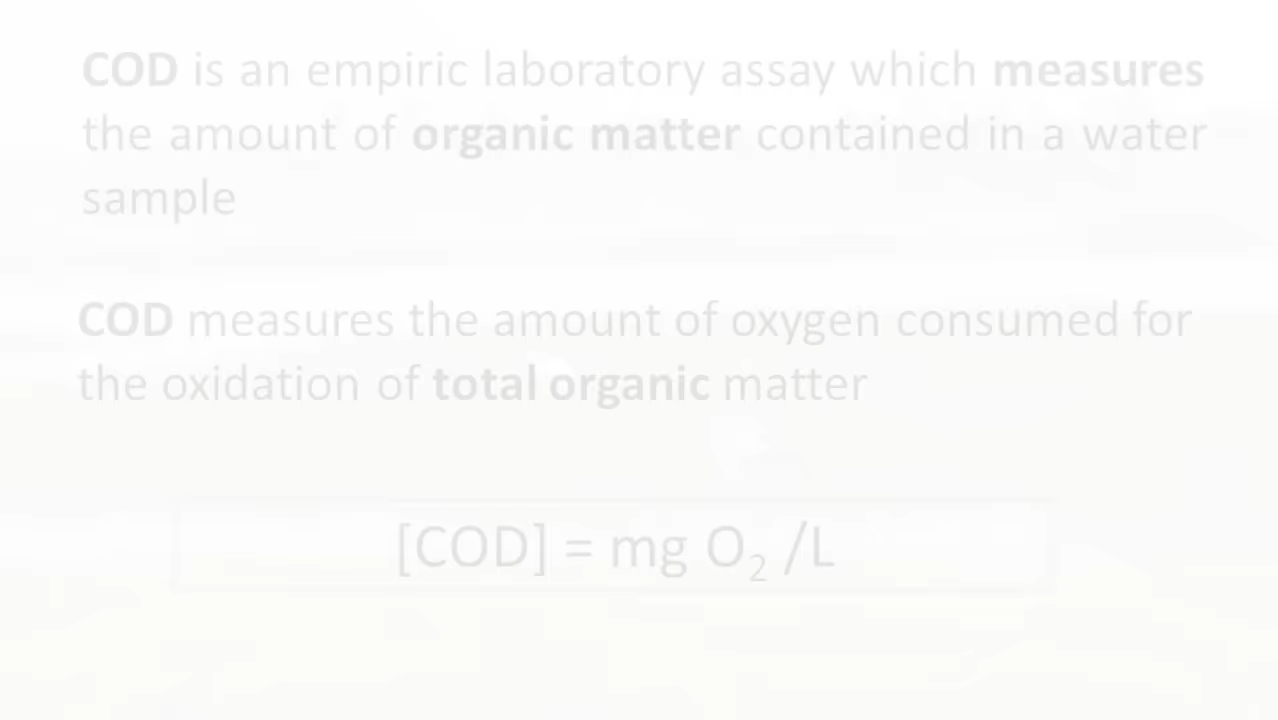 COD is an empiric laboratory assay which measures
the amount of organic matter contained in a water
sample
COD measures the amount of oxygen consumed for
the oxidation of total organic matter
[COD] = mg O₂ /L